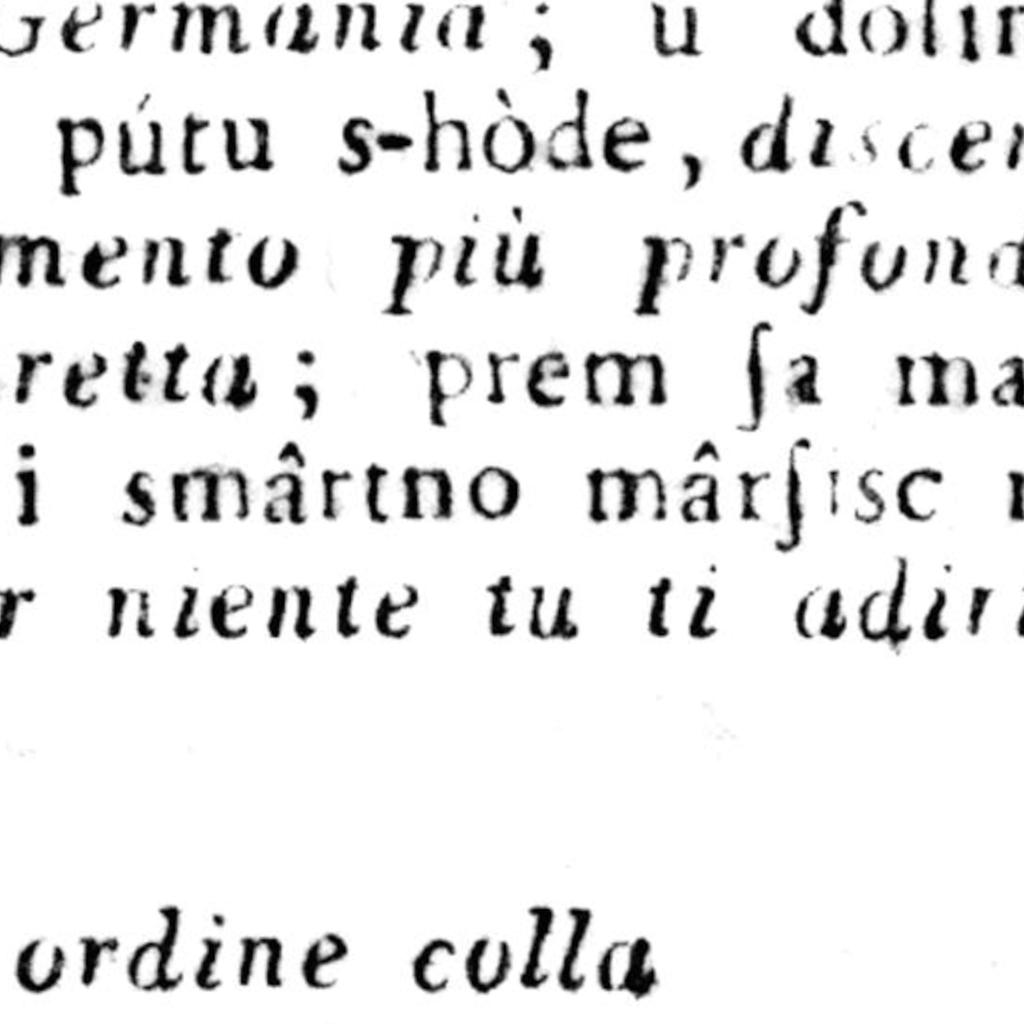 Germania; u dolin
pútu s-hòde, discen
mento più profond
retta; prem ſa ma
i smârtno mârſisc
r niente tu ti adiri
ordine colla